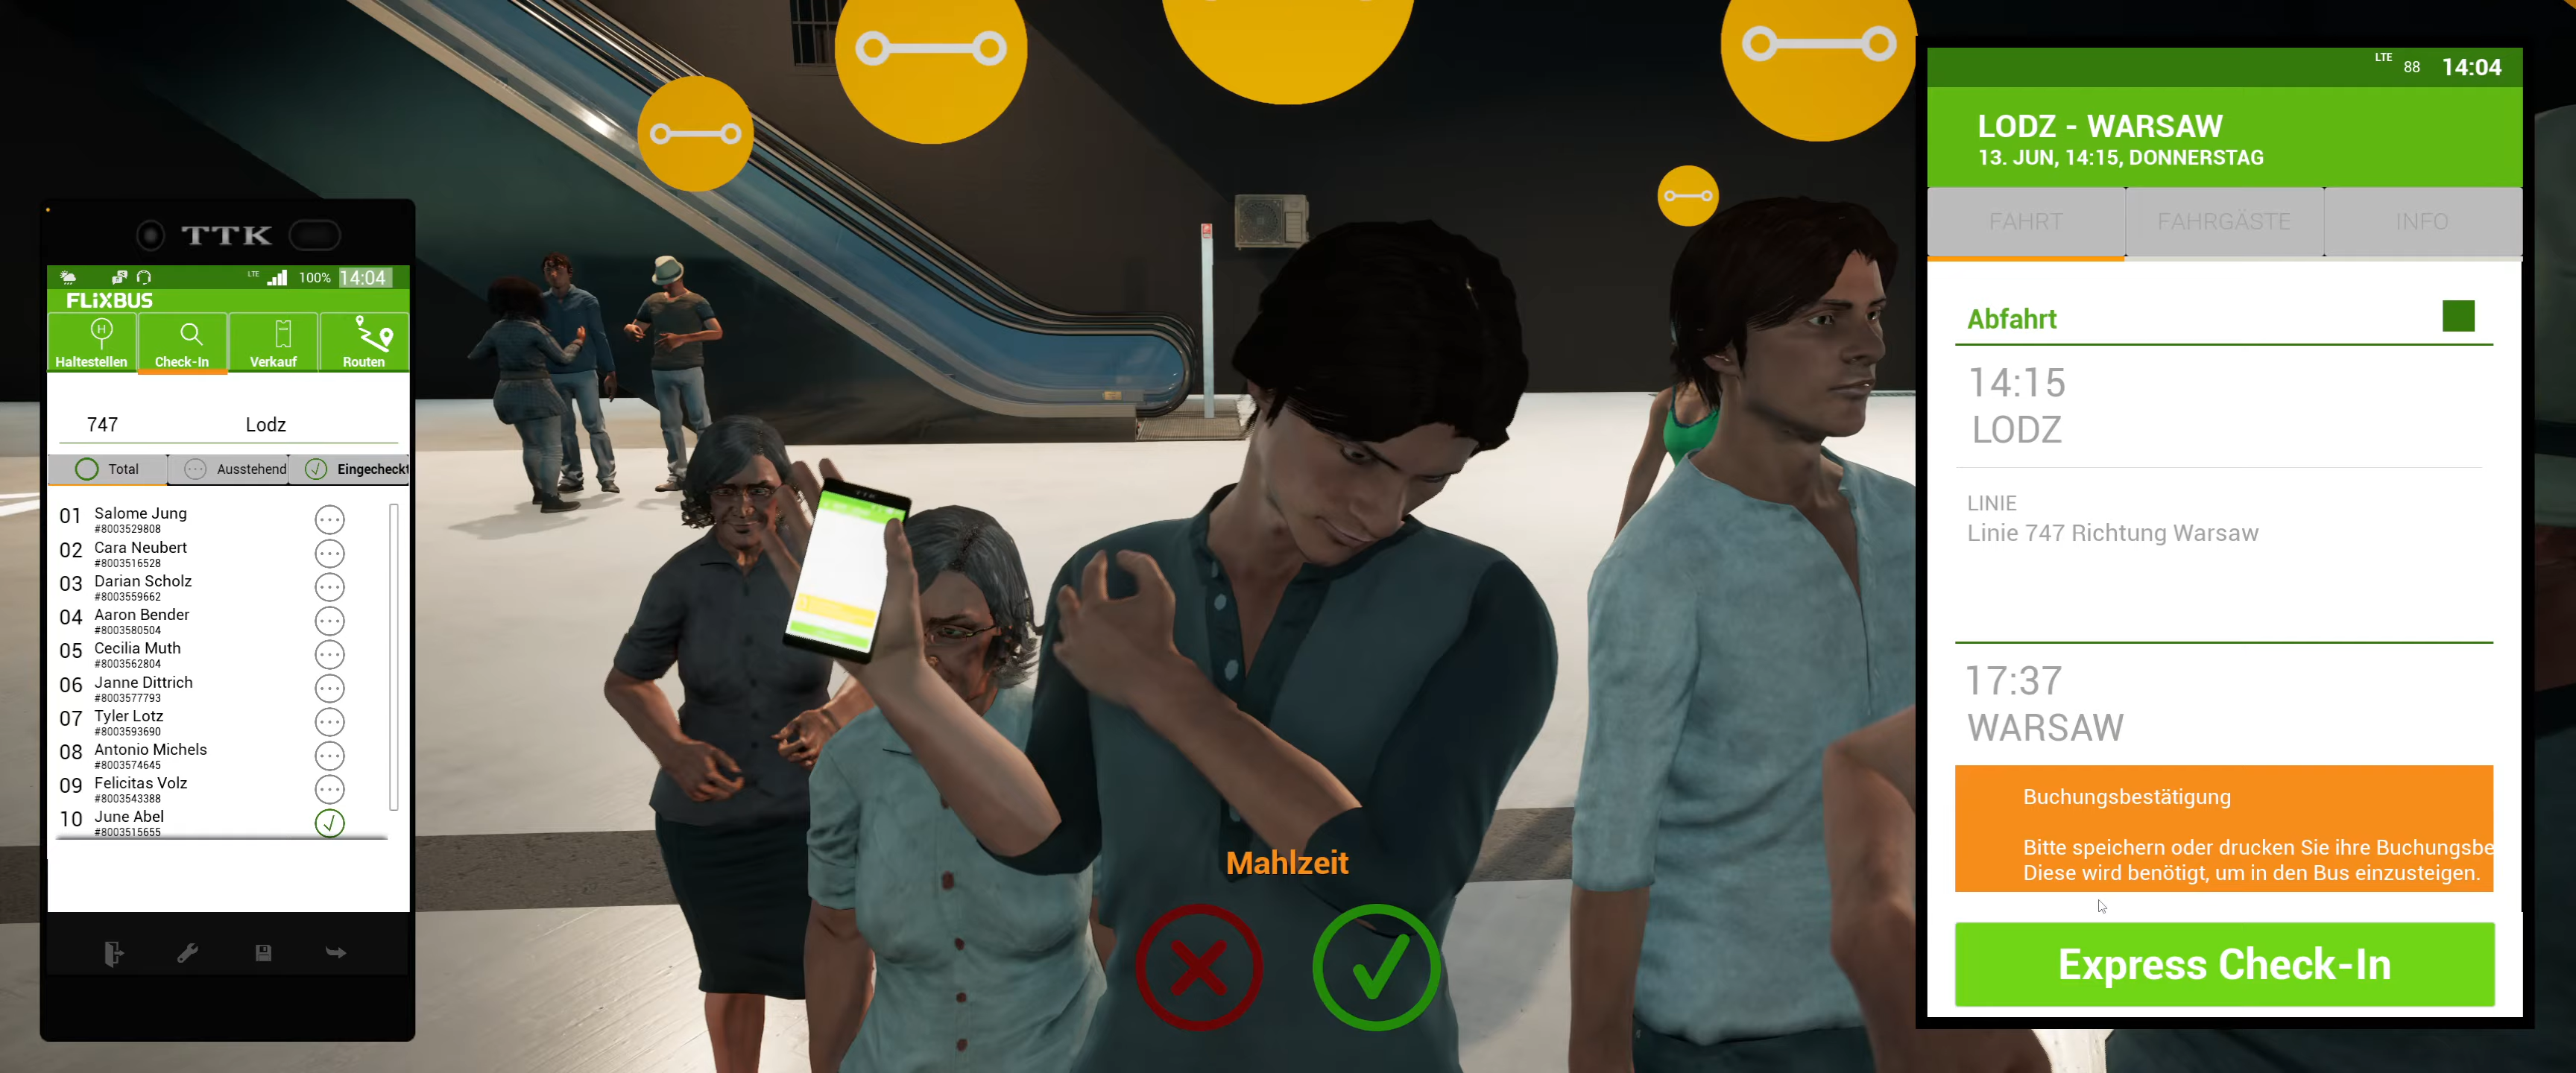 TTK
LTE 100% 14:04
FLiXBUS
Haltestellen Check-In Verkauf Routen
747 Lodz
Total Ausstehend Eingecheckt
01 Salome Jung
#8003529808
02 Cara Neubert
#8003516528
03 Darian Scholz
#8003559662
04 Aaron Bender
#8003580504
05 Cecilia Muth
#8003562804
06 Janne Dittrich
#8003577793
07 Tyler Lotz
#8003593690
08 Antonio Michels
#8003574645
09 Felicitas Volz
#8003543388
10 June Abel
#8003515655
TTK
Mahlzeit
LTE 88 14:04
LODZ - WARSAW
13. JUN, 14:15, DONNERSTAG
FAHRT FAHRGÄSTE INFO
Abfahrt
14:15
LODZ
LINIE
Linie 747 Richtung Warsaw
17:37
WARSAW
Buchungsbestätigung
Bitte speichern oder drucken Sie ihre Buchungsbe
Diese wird benötigt, um in den Bus einzusteigen.
Express Check-In